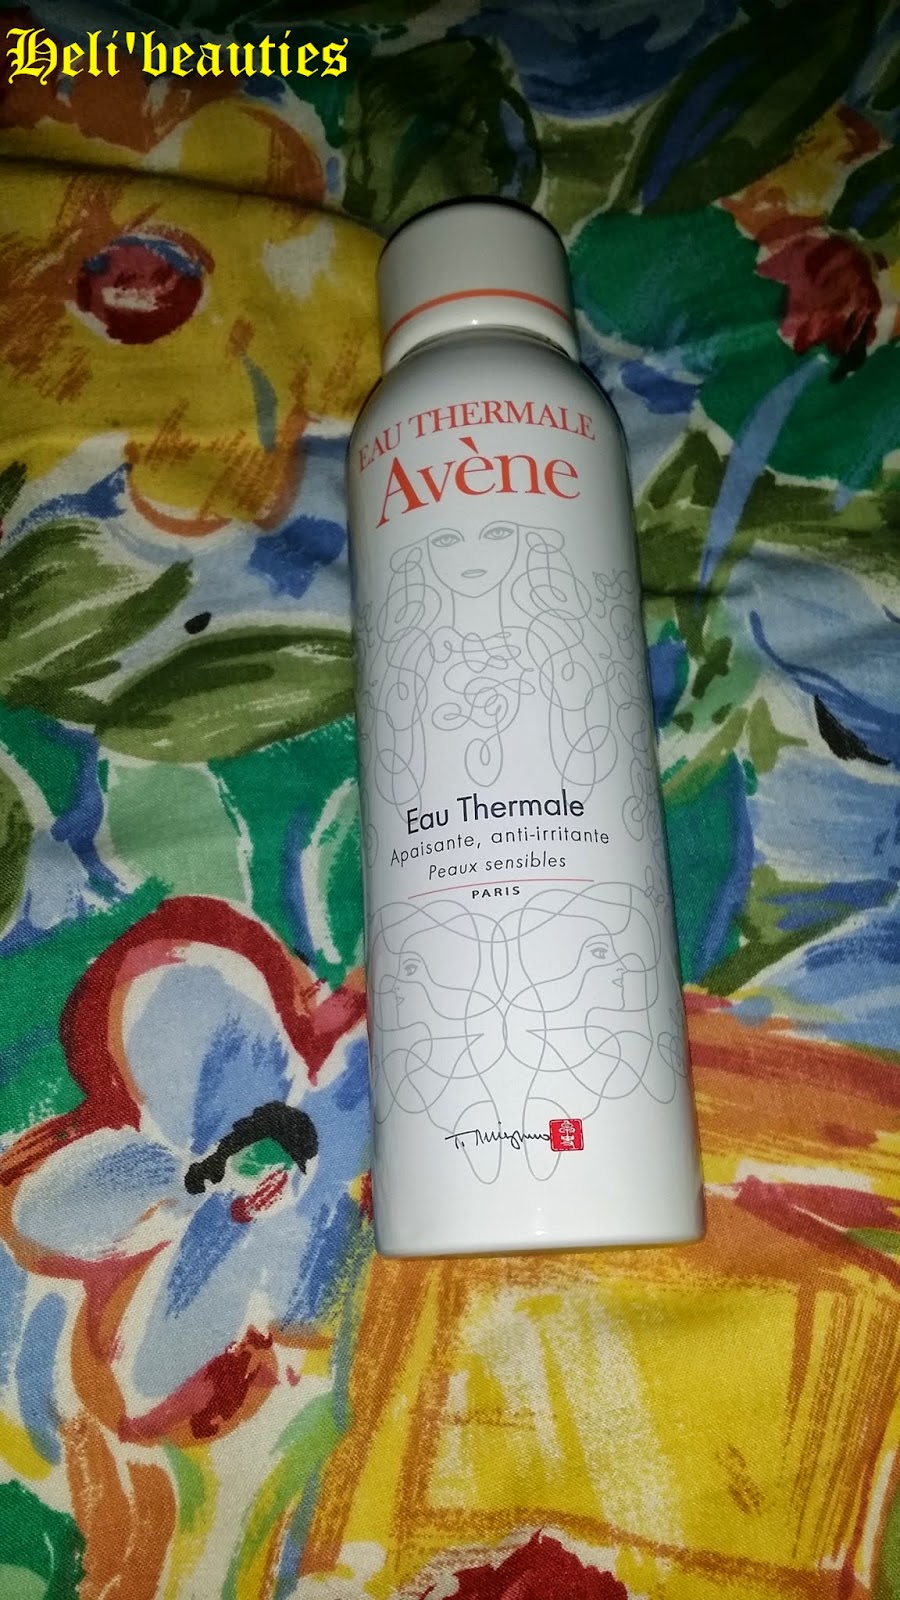 Heli'beauties
EAU THERMALE
Avène
Eau Thermale
Apaisante, anti-irritante
Peaux sensibles
PARIS